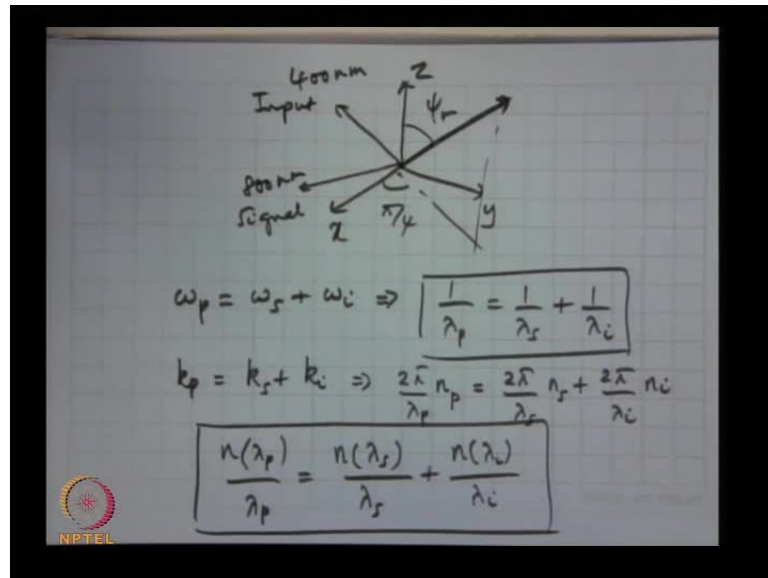 400nm
Input
z
ψr
800nm
signal
x
π/4
y
ωp = ωs + ωi ⇒ 1/λp = 1/λs + 1/λi
kp = ks + ki ⇒ 2π/λp np = 2π/λs ns + 2π/λi ni
n(λp)/λp = n(λs)/λs + n(λi)/λi
NPTEL